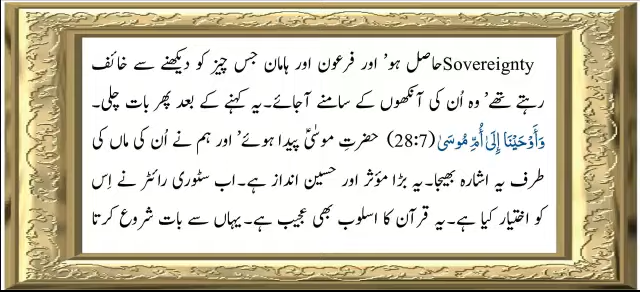 Sovereignty حاصل ہو’ اور فرعون اور ہامان جس چیز کو دیکھنے سے خائف
رہتے تھے’ وہ اُن کی آنکھوں کے سامنے آجائے۔ یہ کہنے کے بعد پھر بات چلی۔
وَأَوْحَيْنَا إِلَىٰ أُمِّ مُوسَىٰ (28:7) حضرتِ موسیٰؑ پیدا ہوئے’ اور ہم نے اُن کی ماں کی
طرف یہ اشارہ بھیجا۔ یہ بڑا مؤثر اور حسین انداز ہے۔ اب سٹوری رائٹر نے اِس
کو اختیار کیا ہے۔ یہ قرآن کا اسلوب بھی عجیب ہے۔ یہاں سے بات شروع کرتا